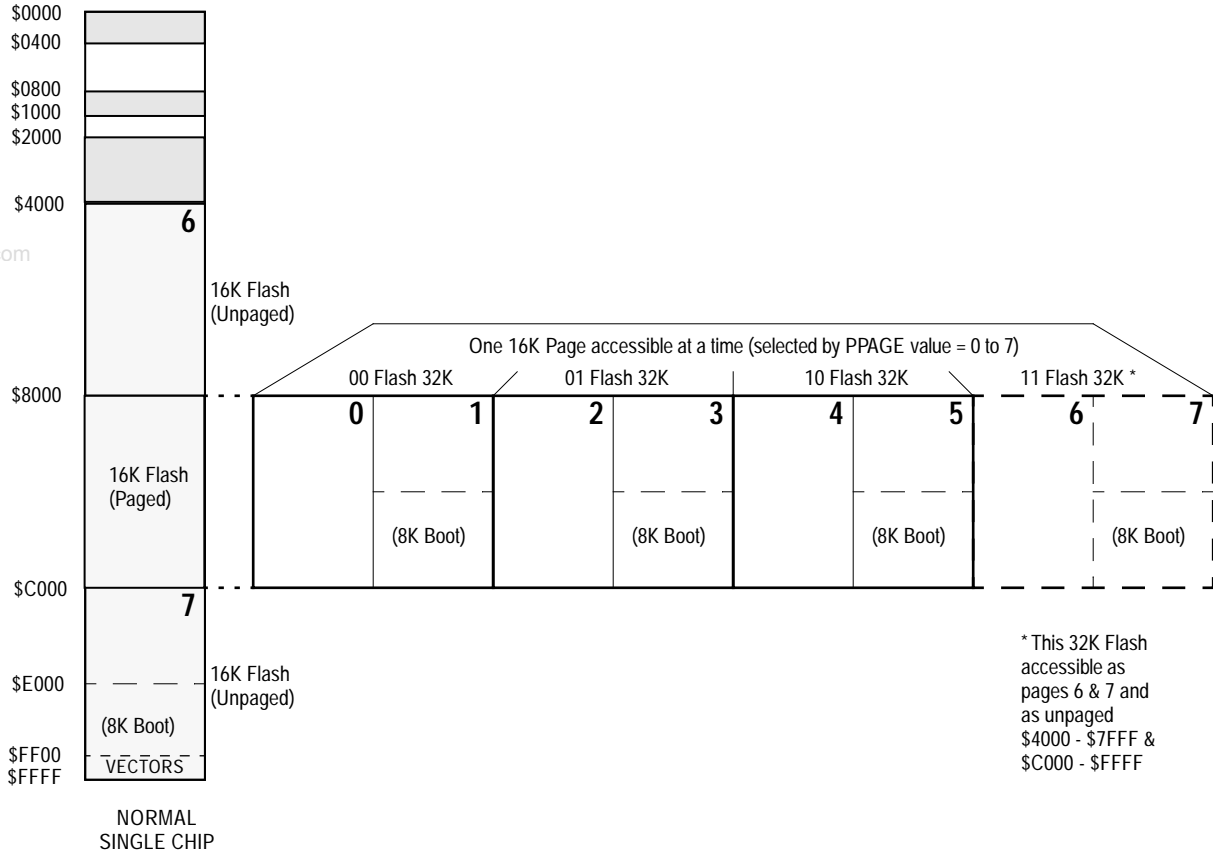 $0000
$0400
$0800
$1000
$2000
$4000
6
om
16K Flash
(Unpaged)
One 16K Page accessible at a time (selected by PPAGE value = 0 to 7)
00 Flash 32K
01 Flash 32K
10 Flash 32K
11 Flash 32K *
$8000
0
1
2
3
4
5
6
7
16K Flash
(Paged)
(8K Boot)
(8K Boot)
(8K Boot)
(8K Boot)
$C000
7
16K Flash
(Unpaged)
$E000
(8K Boot)
$FF00
VECTORS
$FFFF
* This 32K Flash
accessible as
pages 6 & 7 and
as unpaged
$4000 - $7FFF &
$C000 - $FFFF
NORMAL
SINGLE CHIP